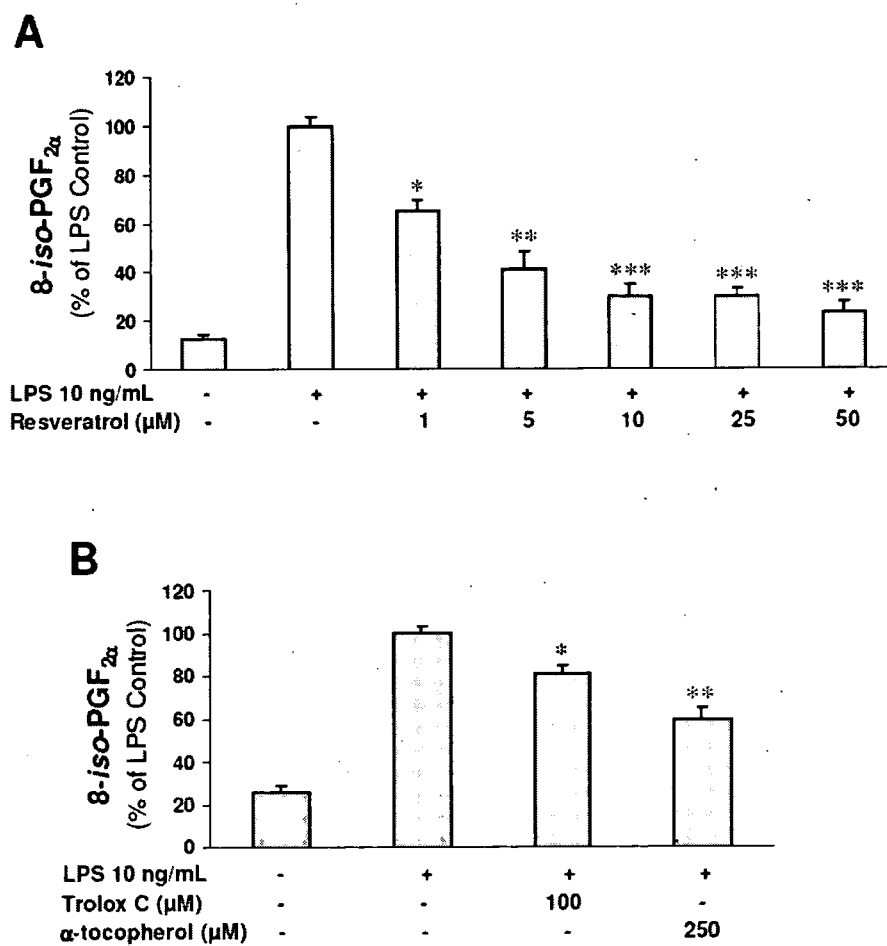 A
8-iso-PGF2α
(% of LPS Control)
120
100
80
60
40
20
0
*
**
***
***
***
LPS 10 ng/mL - + + + + + +
Resveratrol (µM) - - 1 5 10 25 50
B
8-iso-PGF2α
(% of LPS Control)
120
100
80
60
40
20
0
*
**
LPS 10 ng/mL - + + +
Trolox C (µM) - - 100 -
α-tocopherol (µM) - - - 250